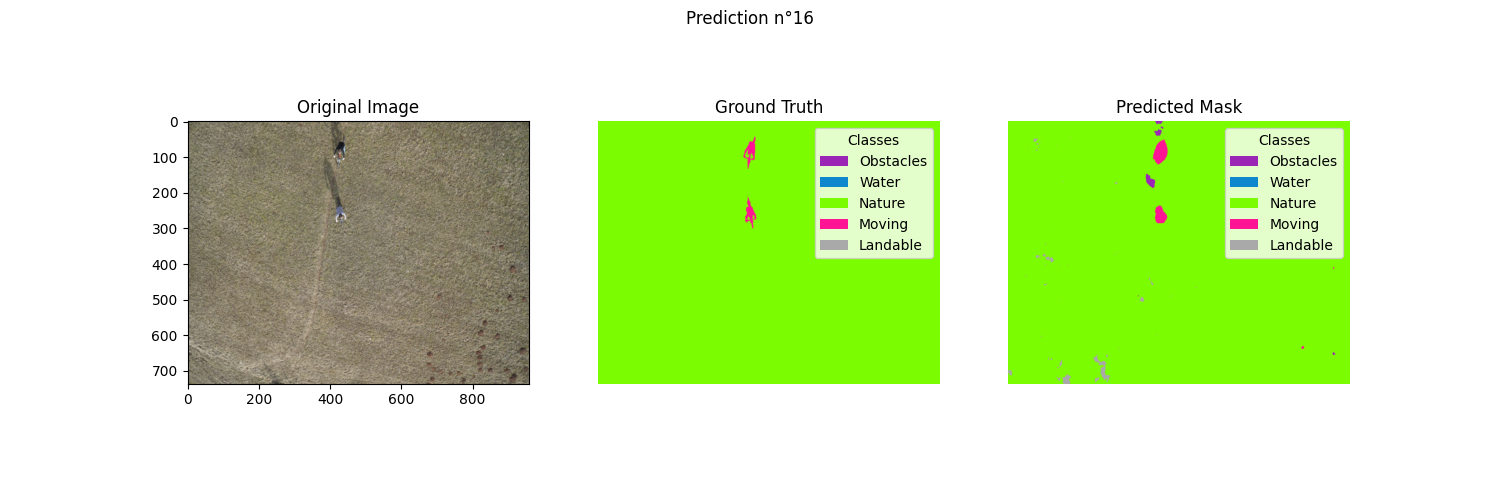 Prediction n°16
Original Image
Ground Truth
Predicted Mask
0
100
200
300
400
500
600
700
0
200
400
600
800
Classes
Obstacles
Water
Nature
Moving
Landable
Classes
Obstacles
Water
Nature
Moving
Landable